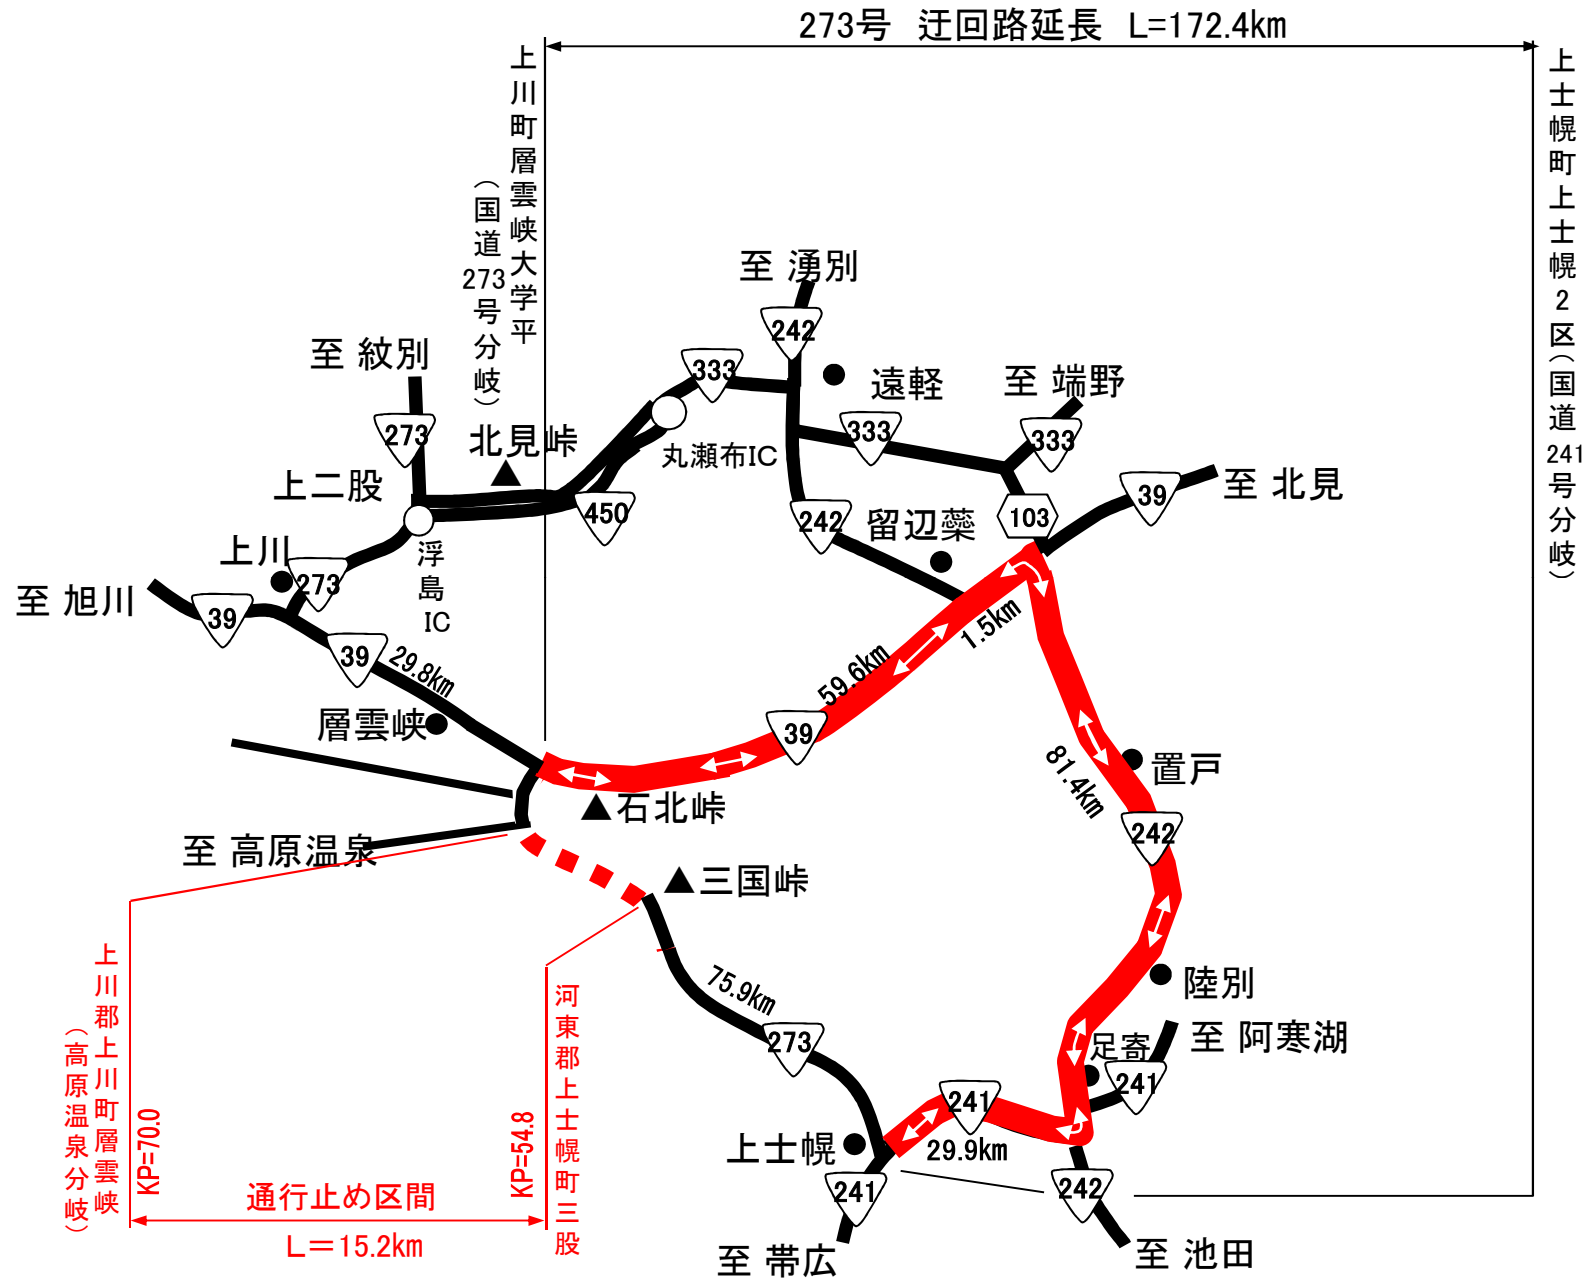 273号　迂回路延長　L=172.4km
上川町層雲峡大学平
（国道273号分岐）
上士幌町上士幌2区（国道241号分岐）
至 湧別
242
至 紋別
333
遠軽
至 端野
273
北見峠
333
333
丸瀬布IC
上二股
39
至 北見
450
242
留辺蘂
103
上川
浮島IC
273
至 旭川
39
39
29.8km
1.5km
59.6km
層雲峡
39
81.4km
置戸
石北峠
242
至 高原温泉
三国峠
上川郡上川町層雲峡
（高原温泉分岐）
KP=70.0
KP=54.8
河東郡上士幌町三股
75.9km
陸別
273
足寄
至 阿寒湖
241
241
上士幌
29.9km
241
242
通行止め区間
L＝15.2km
至 帯広
至 池田